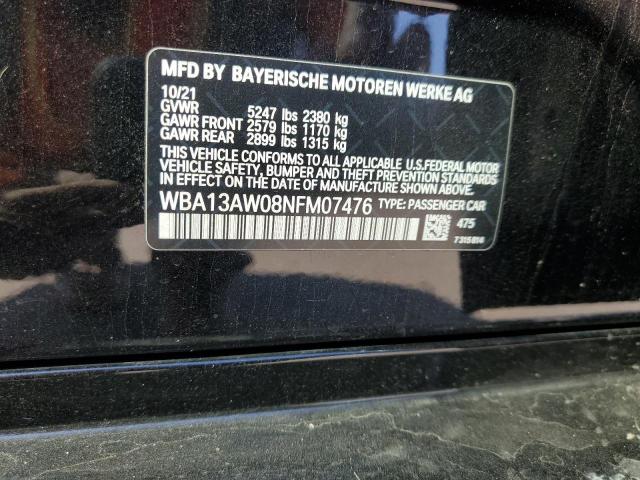 MFD BY BAYERISCHE MOTOREN WERKE AG
10/21
GVWR 5247 lbs 2380 kg
GAWR FRONT 2579 lbs 1170 kg
GAWR REAR 2899 lbs 1315 kg
THIS VEHICLE CONFORMS TO ALL APPLICABLE U.S.FEDERAL MOTOR
VEHICLE SAFETY, BUMPER AND THEFT PREVENTION STANDARDS
IN EFFECT ON THE DATE OF MANUFACTURE SHOWN ABOVE.
WBA13AW08NFM07476 TYPE: PASSENGER CAR
475
7315814